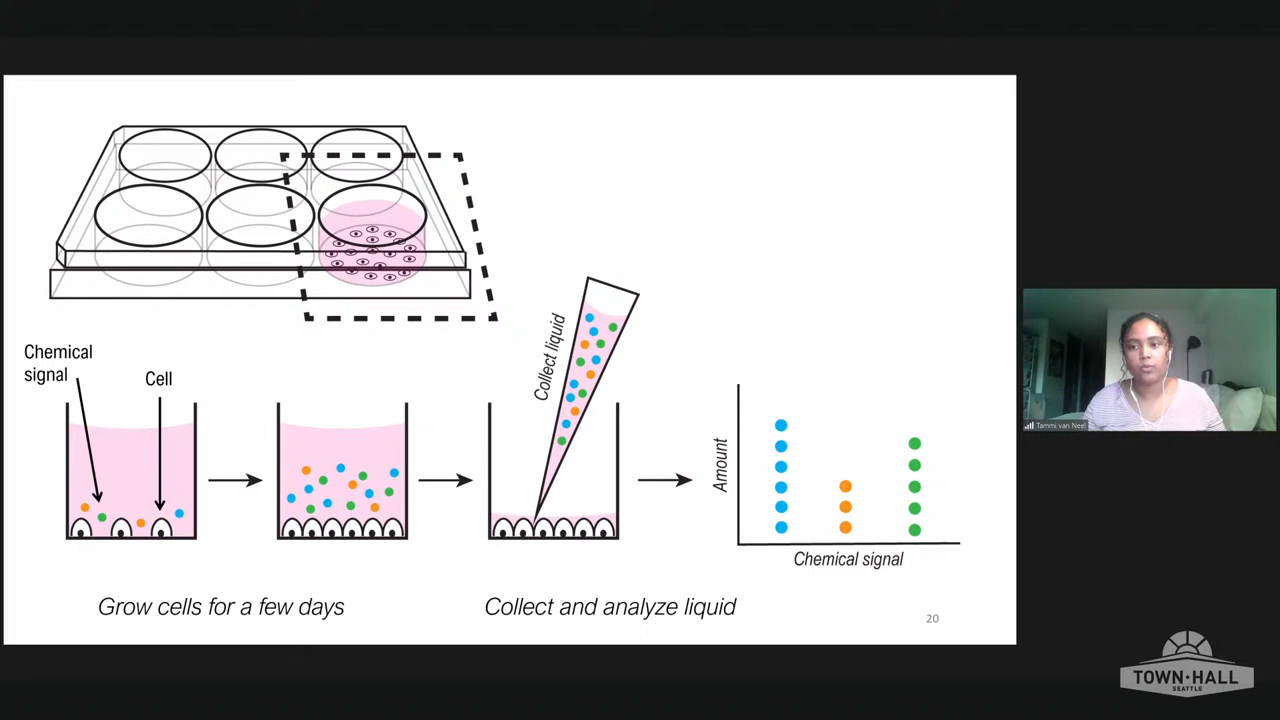 Chemical
signal
Cell
Collect liquid
Amount
Chemical signal
Grow cells for a few days
Collect and analyze liquid
20
Tammi van Neel
TOWN HALL
SEATTLE